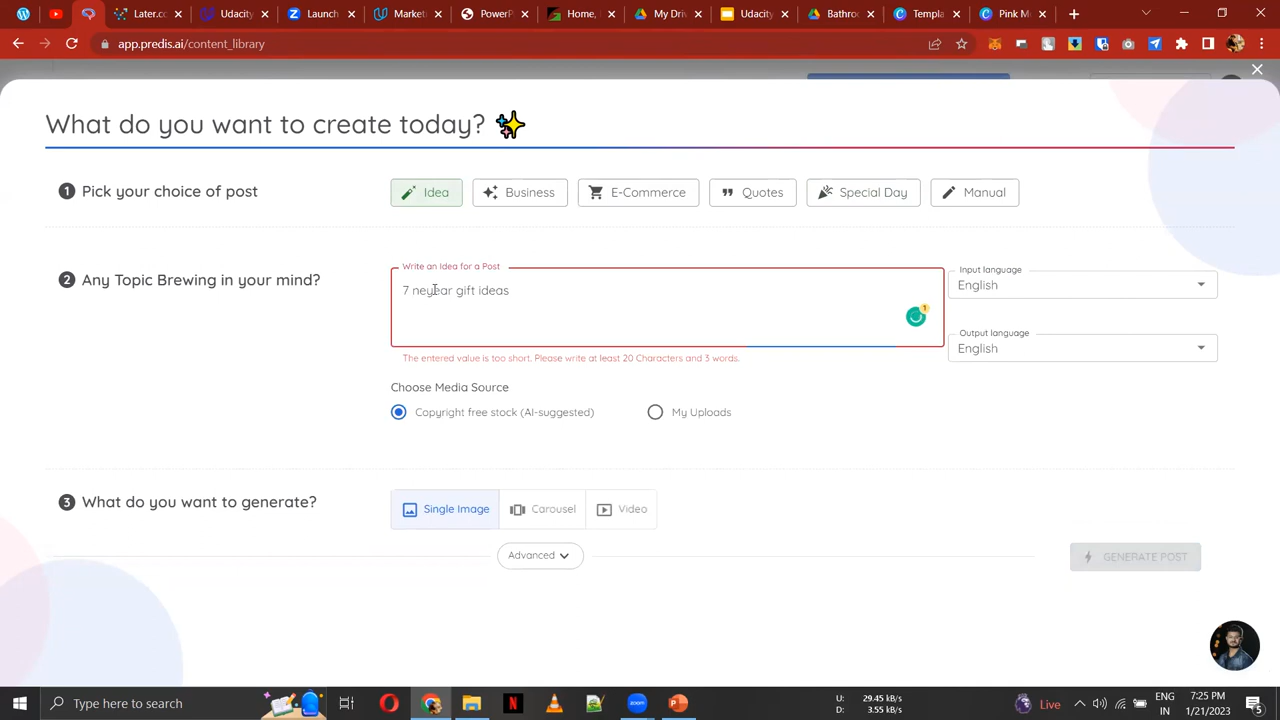 Later.co
Udacity
Launch
Market
PowerP
Home,
My Driv
Udacity
Bathro
Templa
Pink M
app.predis.ai/content_library
What do you want to create today?
1 Pick your choice of post
Idea
Business
E-Commerce
Quotes
Special Day
Manual
2 Any Topic Brewing in your mind?
Write an Idea for a Post
7 neyear gift ideas
1
The entered value is too short. Please write at least 20 Characters and 3 words.
Input language
English
Output language
English
Choose Media Source
Copyright free stock (AI-suggested)
My Uploads
3 What do you want to generate?
Single Image
Carousel
Video
Advanced
GENERATE POST
Type here to search
zoom
U: 29.45 kB/s
D: 3.55 kB/s
Live
ENG
IN
7:25 PM
1/21/2023
5